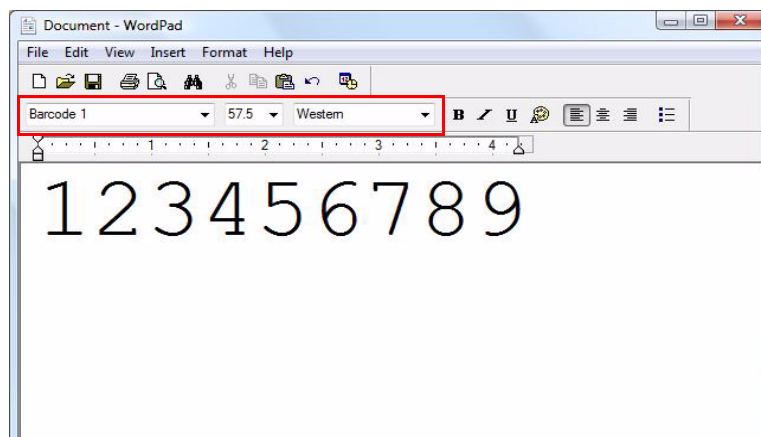 Document - WordPad
File Edit View Insert Format Help
Barcode 1 57.5 Western B U
1 2 3 4
123456789